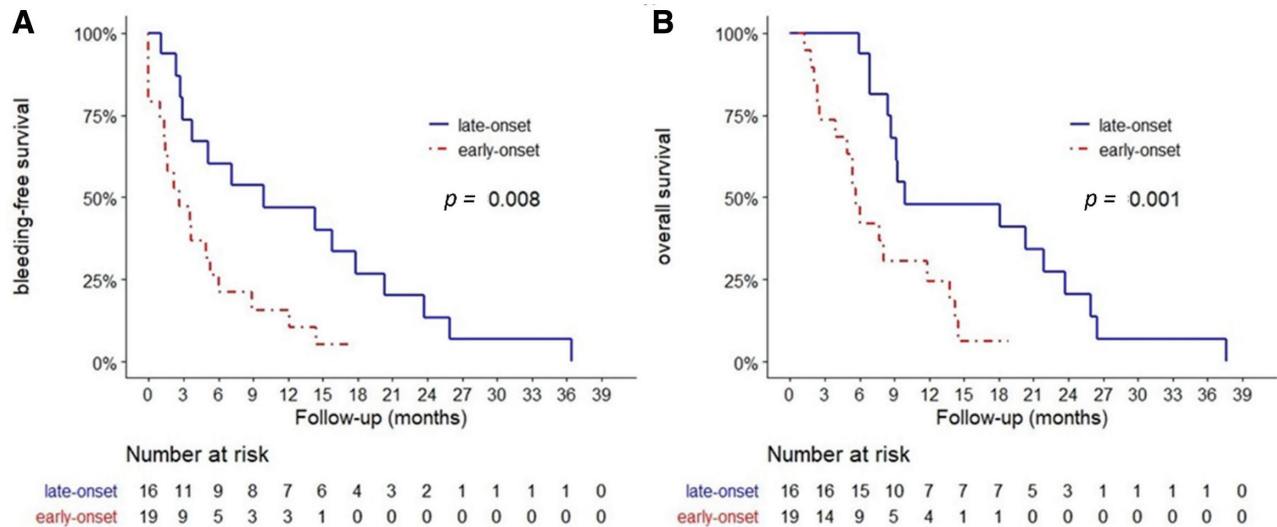 A
bleeding-free survival
100%
75%
50%
25%
0%
late-onset
early-onset
p = 0.008
0 3 6 9 12 15 18 21 24 27 30 33 36 39
Follow-up (months)
Number at risk
late-onset 16 11 9 8 7 6 4 3 2 1 1 1 1 0
early-onset 19 9 5 3 3 1 0 0 0 0 0 0 0 0
B
overall survival
100%
75%
50%
25%
0%
late-onset
early-onset
p = 0.001
0 3 6 9 12 15 18 21 24 27 30 33 36 39
Follow-up (months)
Number at risk
late-onset 16 16 15 10 7 7 7 5 3 1 1 1 1 0
early-onset 19 14 9 5 4 1 1 0 0 0 0 0 0 0